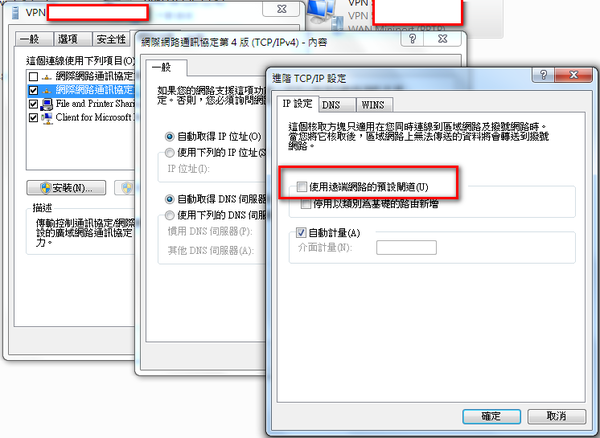 VPN
VPN
WAN Miniport (PPTP)
一般
選項
安全性
這個連線使用下列項目(O)
網際網路通訊協定
網際網路通訊協定
File and Printer Shari
Client for Microsoft
安裝(N)...
描述
傳輸控制通訊協定/網際
設的廣域網路通訊協定
力。
網際網路通訊協定第 4 版 (TCP/IPv4) - 內容
一般
如果您的網路支援這項功
定。否則，您必須詢問網
自動取得 IP 位址(O)
使用下列的 IP 位址(S
IP 位址(I):
自動取得 DNS 伺服器
使用下列的 DNS 伺服
慣用 DNS 伺服器(P):
其他 DNS 伺服器(A):
進階 TCP/IP 設定
IP 設定
DNS
WINS
這個核取方塊只適用在您同時連線到區域網路及撥號網路時。
當您將它核取後，區域網路上無法傳送的資料將會轉送到撥號
網路。
使用遠端網路的預設閘道(U)
停用以類別為基礎的路由新增
自動計量(A)
介面計量(N):
確定
取消